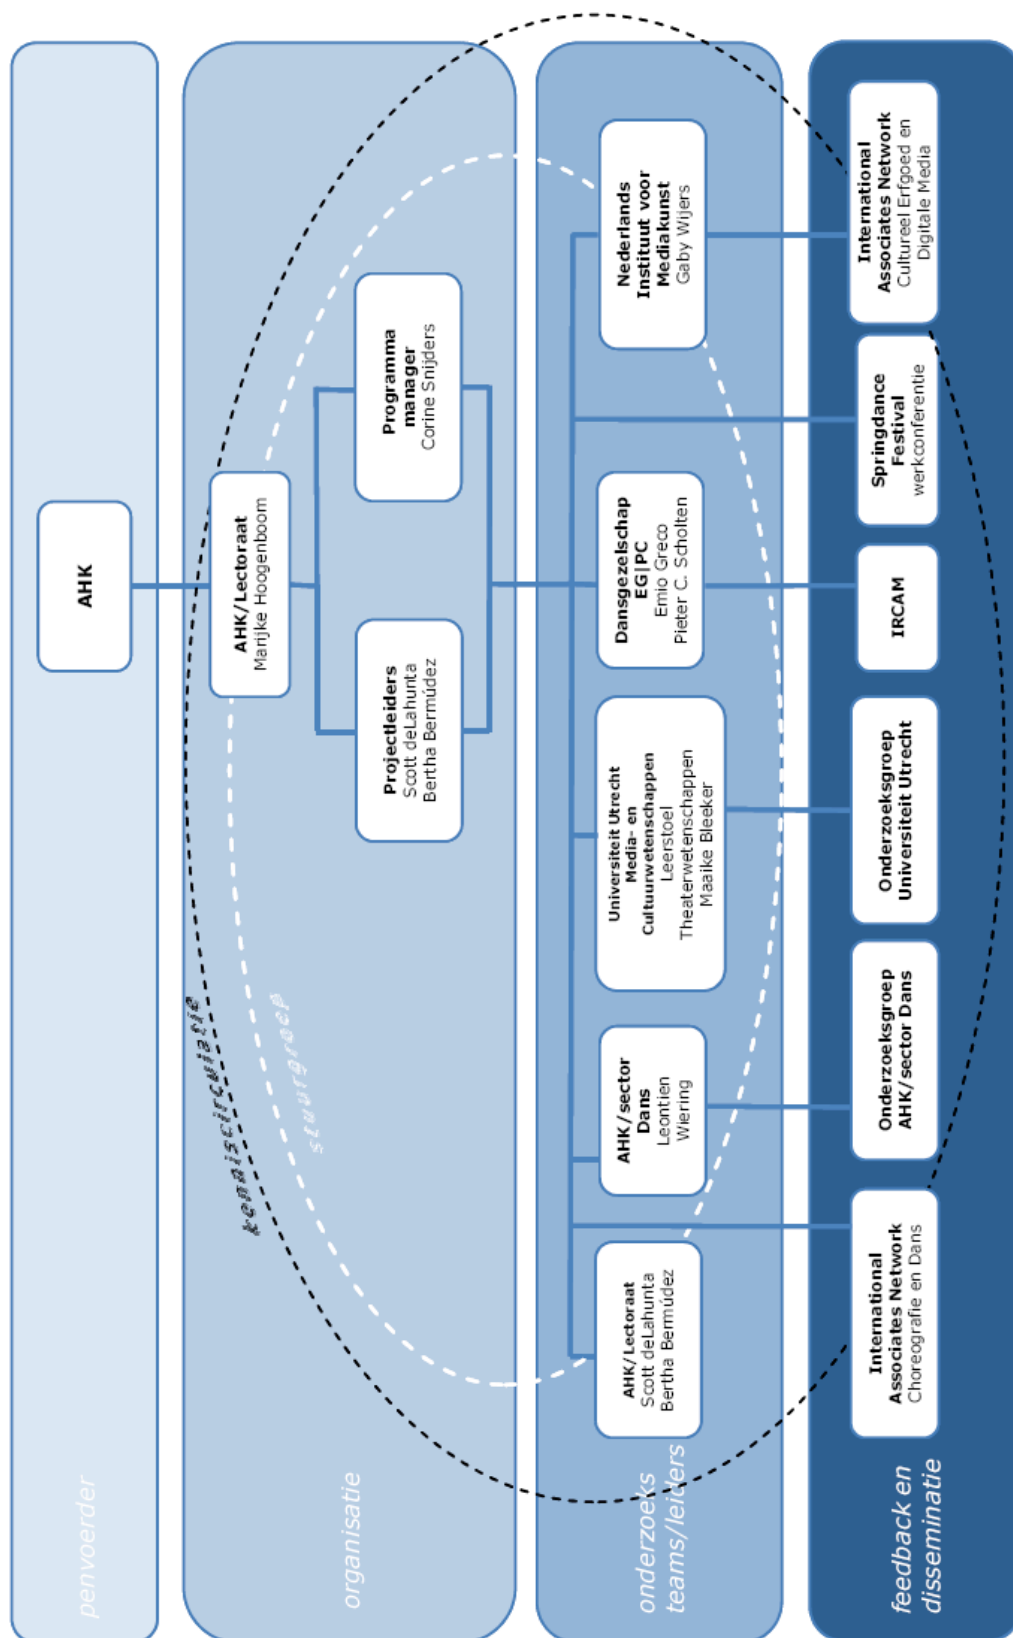 penvoerder
AHK
organisatie
kenniscirculatie
stuurgroep
AHK/Lectoraat
Marijke Hoogenboom
Projectleiders
Scott deLahunta
Bertha Bermúdez
Programma
manager
Corine Snijders
onderzoeks
teams/leiders
AHK/Lectoraat
Scott deLahunta
Bertha Bermúdez
AHK/sector
Dans
Leontien
Wiering
Universiteit Utrecht
Media- en
Cultuurwetenschappen
Leerstoel
Theaterwetenschappen
Maaike Bleeker
Dansgezelschap
EG|PC
Emio Greco
Pieter C. Scholten
Nederlands
Instituut voor
Mediakunst
Gaby Wijers
feedback en
disseminatie
International
Associates Network
Choreografie en Dans
Onderzoeksgroep
AHK/sector Dans
Onderzoeksgroep
Universiteit Utrecht
IRCAM
Springdance
Festival
werkconferentie
International
Associates Network
Cultureel Erfgoed en
Digitale Media